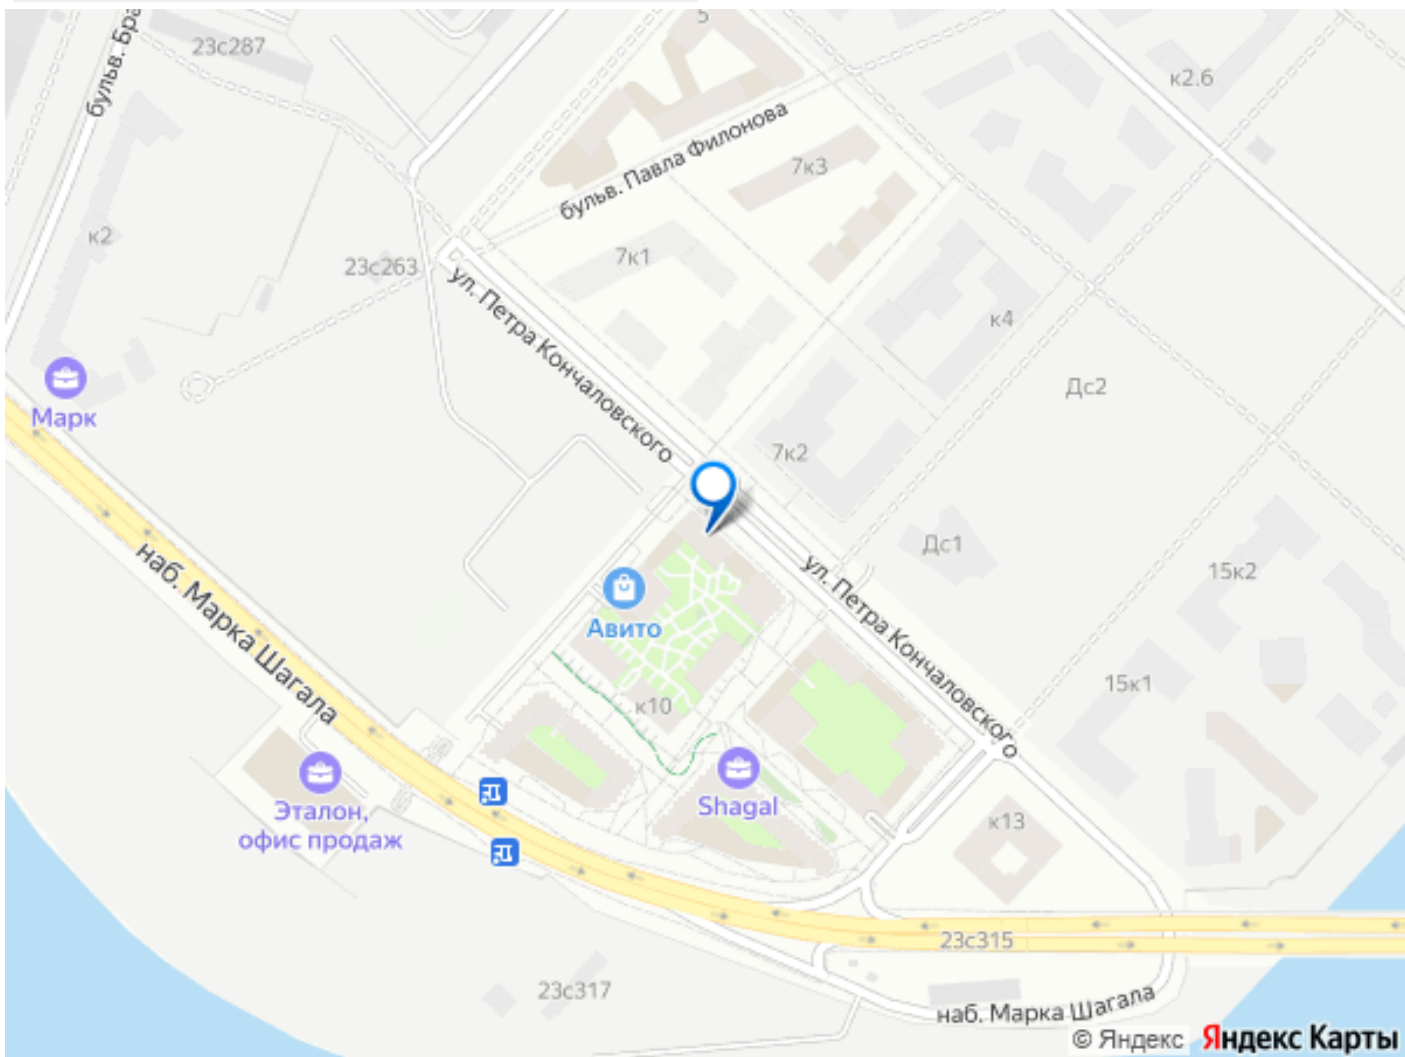 5
23с287
бульв. Бра
к2.6
бульв. Павла Филонова
7к3
к2
23с263
7к1
ул. Петра Кончаловского
к4
Марк
Дс2
7к2
Дс1
15к2
наб. Марка Шагала
Авито
ул. Петра Кончаловского
15к1
к10
Shagal
Эталон,
офис продаж
к13
23с315
23с317
наб. Марка Шагала
© Яндекс Яндекс Карты